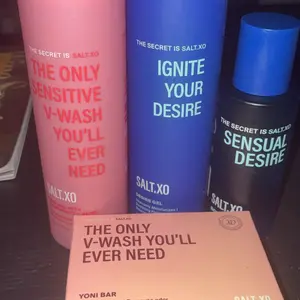 THE SECRET IS SALT.XO
THE ONLY
SENSITIVE
V-WASH
YOU'LL
EVER
NEED
SALT.XO
THE SECRET IS SALT.XO
IGNITE
YOUR
DESIRE
SALT.XO
THE SECRET IS SALT.XO
SENSUAL
DESIRE
SALT.XO
THE ONLY
V-WASH YOU'LL
EVER NEED
YONI BAR
SALT.XO